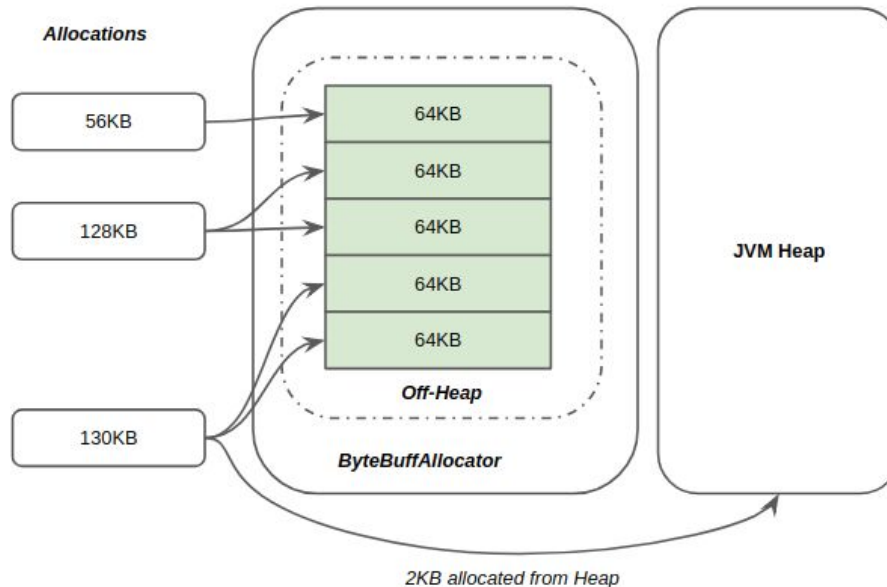 Allocations
56KB
128KB
130KB
64KB
64KB
64KB
64KB
64KB
Off-Heap
ByteBuffAllocator
JVM Heap
2KB allocated from Heap